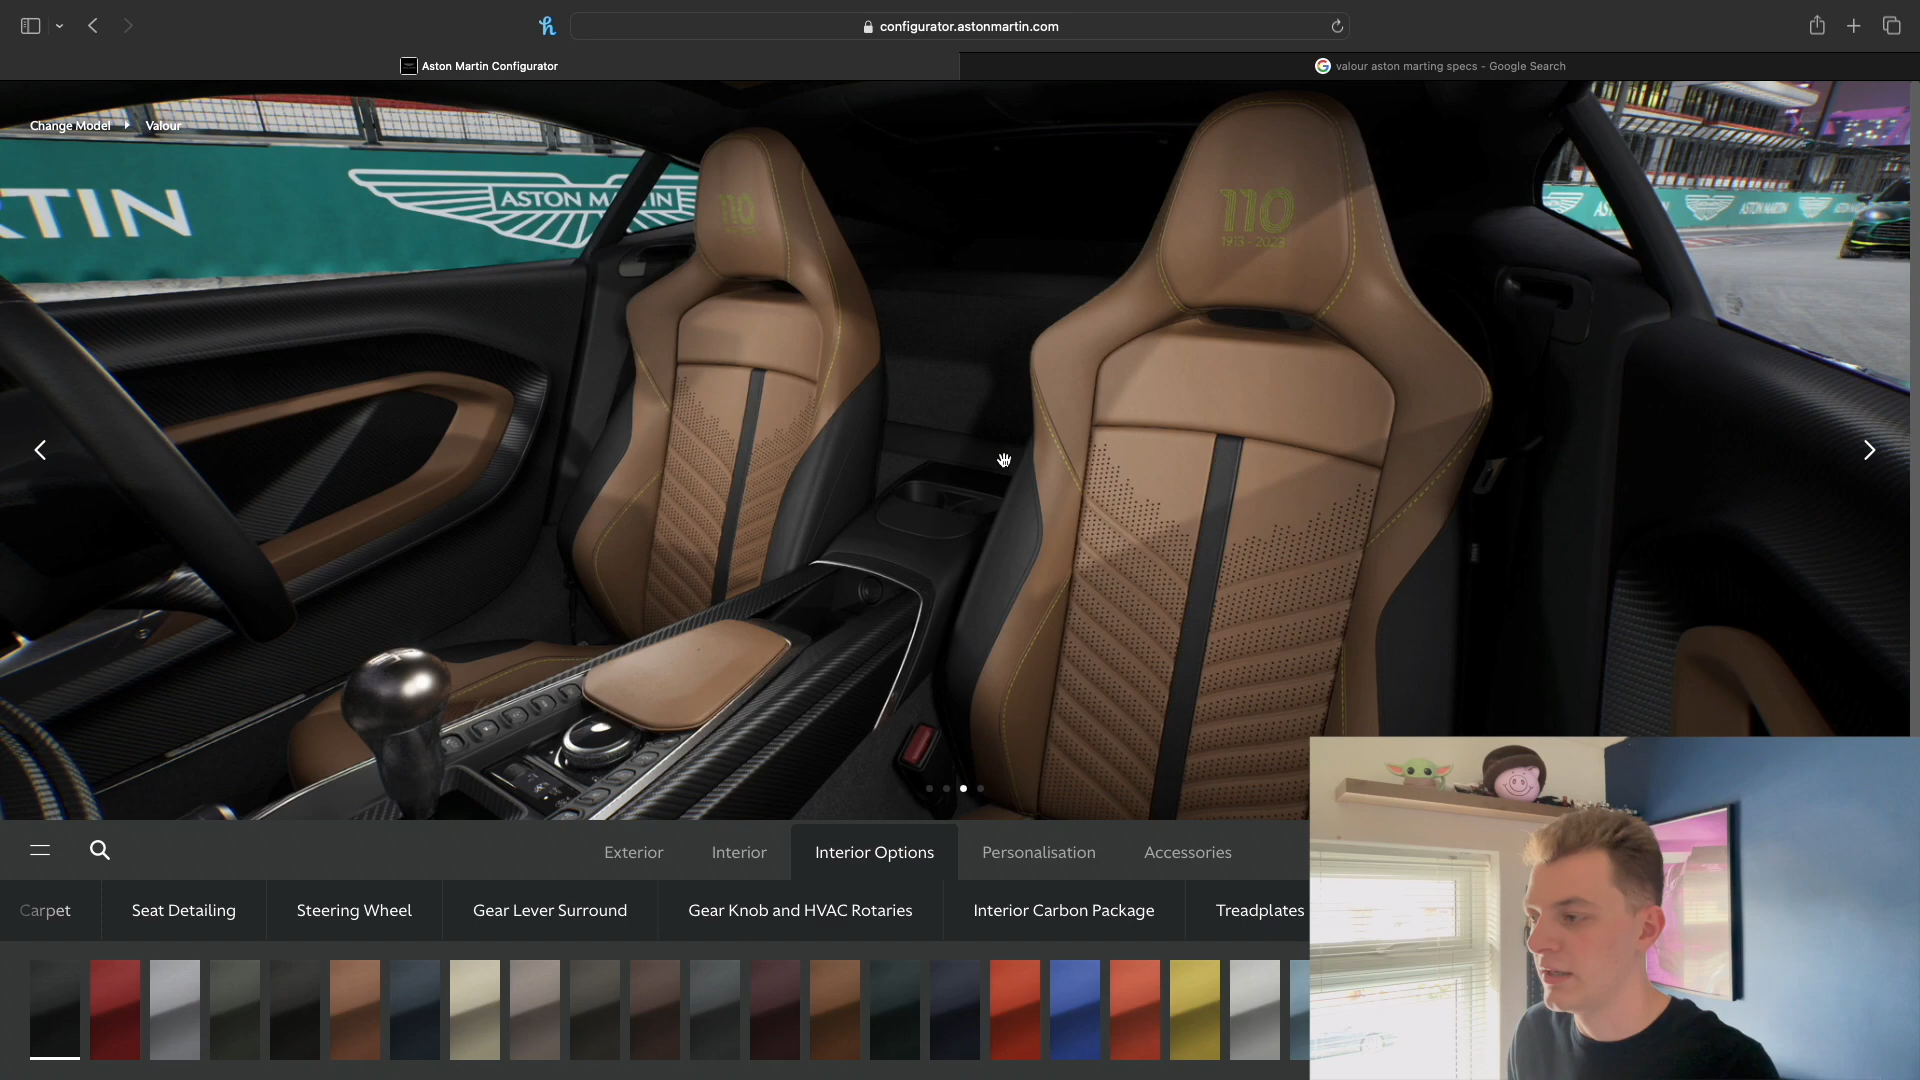 configurator.astonmartin.com
Aston Martin Configurator
valour aston marting specs - Google Search
Change Model
Valour
TIN
ASTON MARTIN
110
110
1913 - 2023
ASTON MARTIN
Exterior
Interior
Interior Options
Personalisation
Accessories
Carpet
Seat Detailing
Steering Wheel
Gear Lever Surround
Gear Knob and HVAC Rotaries
Interior Carbon Package
Treadplates